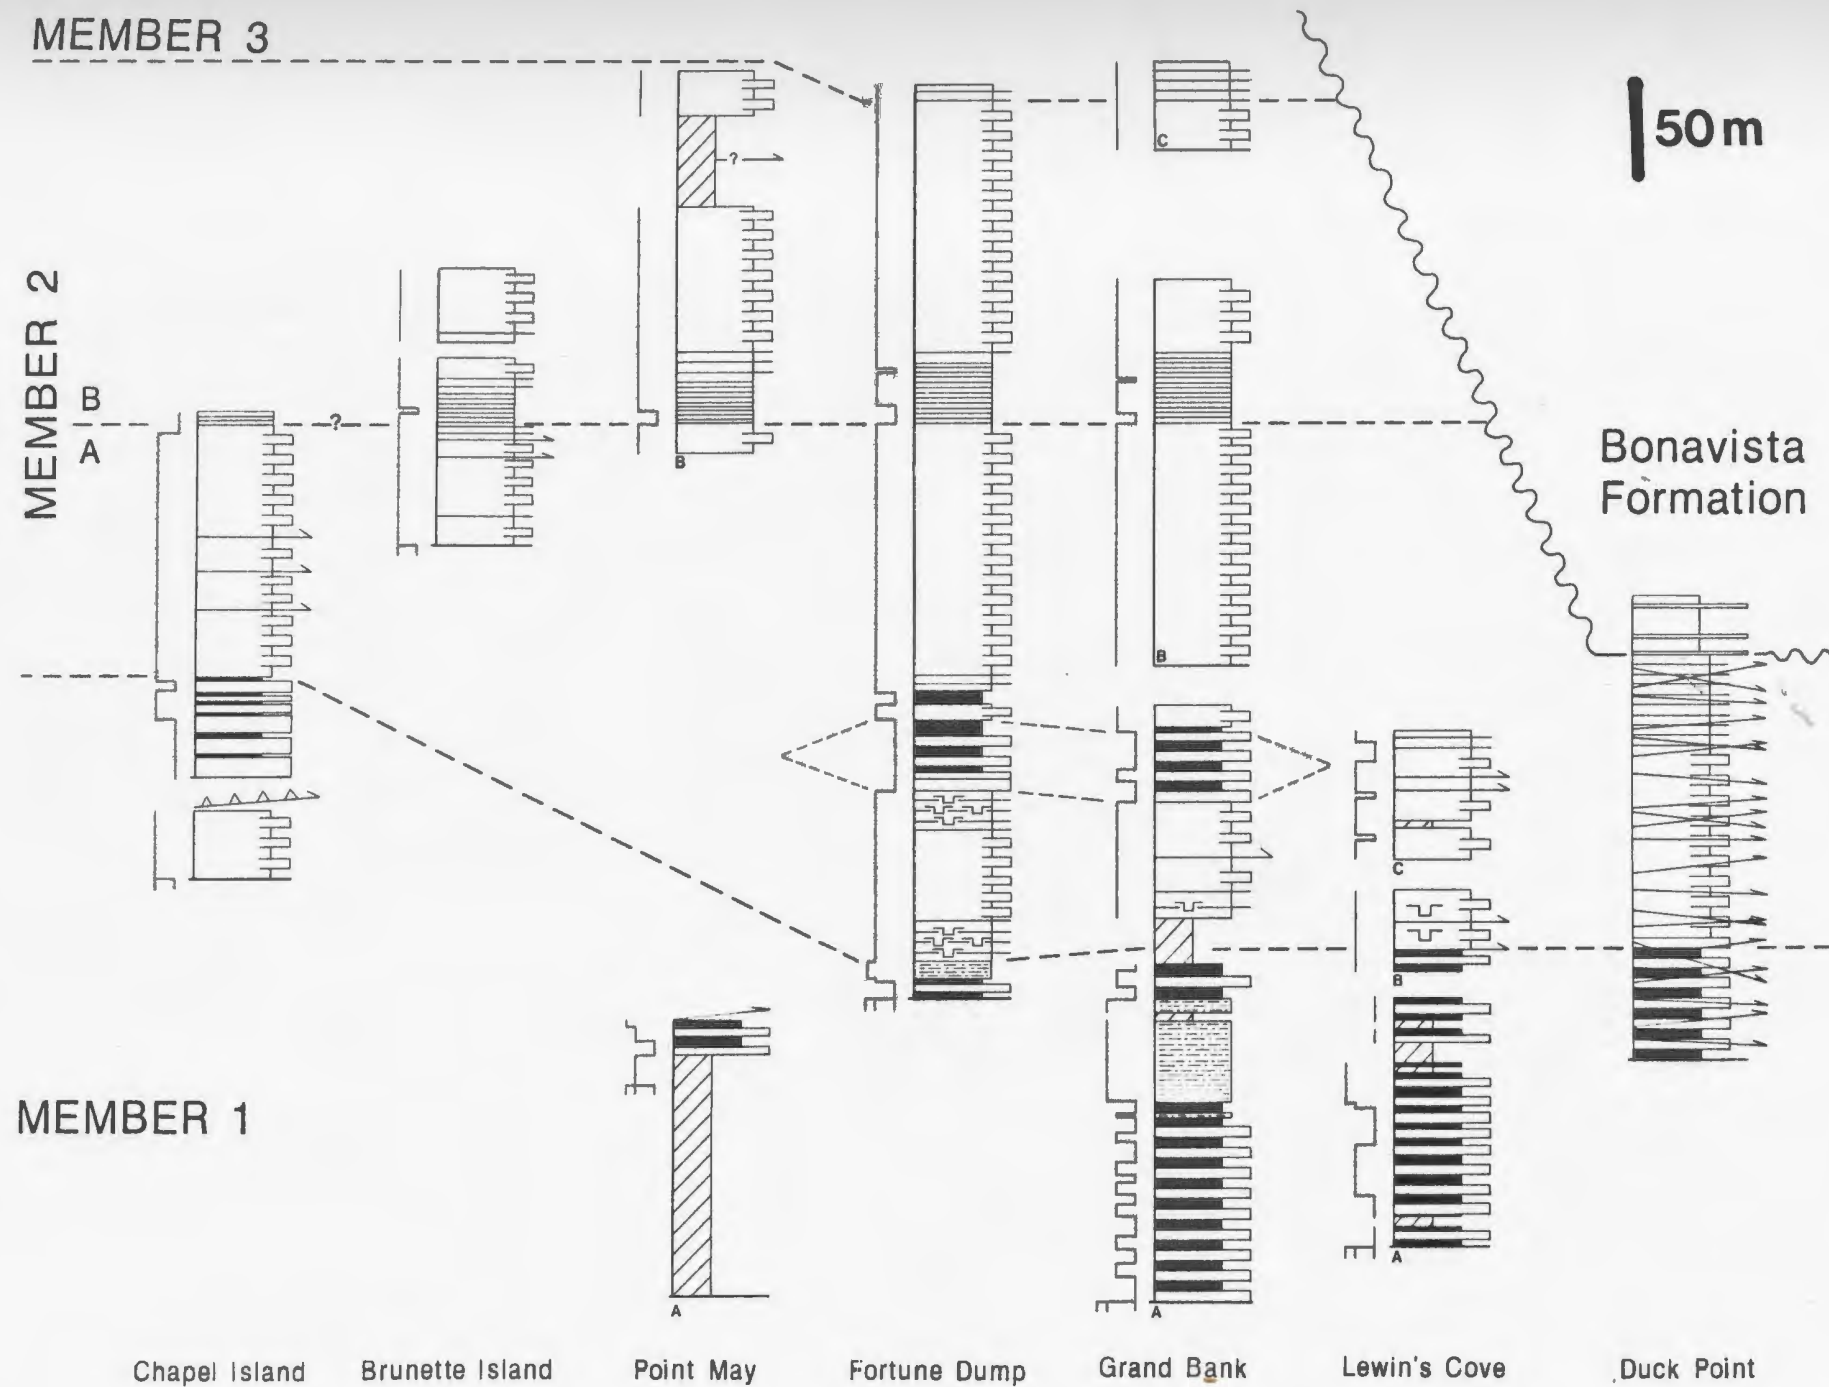 MEMBER 3
50 m
C
MEMBER 2
B
A
?
?
B
B
Bonavista
Formation
C
B
MEMBER 1
A
A
A
Chapel Island
Brunette Island
Point May
Fortune Dump
Grand Bank
Lewin's Cove
Duck Point